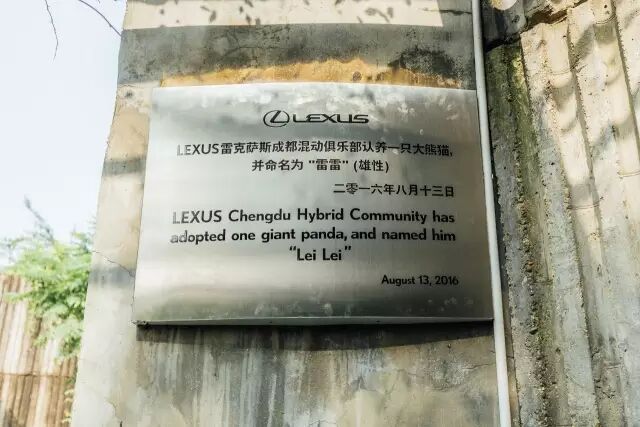 LEXUS
LEXUS雷克萨斯成都混动俱乐部认养一只大熊猫,
并命名为 "雷雷" (雄性)
二零一六年八月十三日
LEXUS Chengdu Hybrid Community has
adopted one giant panda, and named him
“Lei Lei”
August 13, 2016